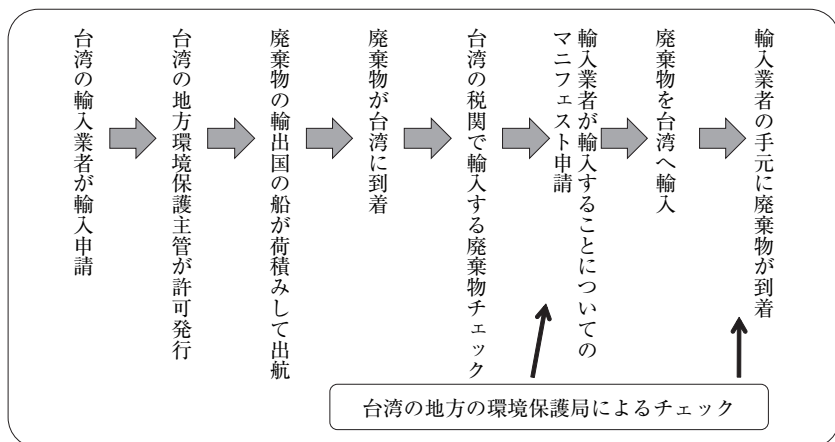 台湾の輸入業者が輸入申請
台湾の地方環境保護主管が許可発行
廃棄物の輸出国の船が荷積みして出航
廃棄物が台湾に到着
台湾の税関で輸入する廃棄物チェック
輸入業者が輸入することについての
マニフェスト申請
廃棄物を台湾へ輸入
輸入業者の手元に廃棄物が到着
台湾の地方の環境保護局によるチェック